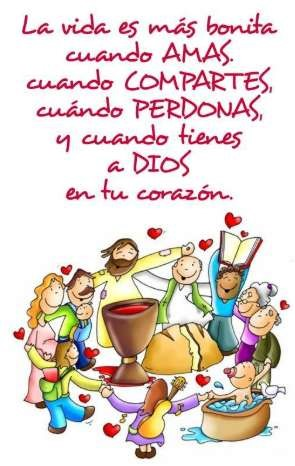 La vida es más bonita
cuando AMAS.
cuando COMPARTES,
cuándo PERDONAS,
y cuando tienes
a DIOS
en tu corazón.